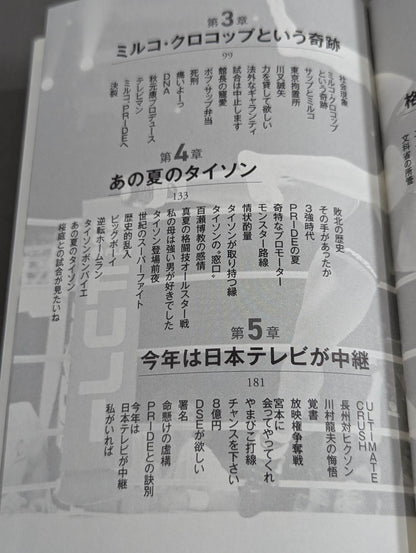 第3章
ミルコ・クロコップという奇跡
99
社会現象
ミルコ・クロコップ
という奇跡
サップとミルコ
東京拘置所
川又誠矢
力を貸して欲しい
法外なギャランティ
試合は中止します
館長の寵愛
ボブ・サップ弁当
死刑
痛いよーっ
DNA
秋元康プロデュース
テレビマン
ミルコ、PRIDEへ
決裂
第4章
あの夏のタイソン
133
敗北の歴史
その手があったか
3強時代
PRIDEの夏
奇特なプロモーター
モンスター路線
情状酌量
タイソンが取り持つ縁
タイソンの“窓口”
百瀬博教の感情
真夏の格闘技オールスター戦
私の母は強い男が好きでした
タイソン登場前夜
世紀のスーパーファイト
歴史的乱入
ビッグボーイ
逆転ホームラン
タイソンボンバイエ
あの夏のタイソン
桜庭との試合が見たいね
第5章
今年は日本テレビが中継
181
ULTIMATE
CRUSH
長州対ヒクソン
川村龍夫の悔悟
覚書
放映権争奪戦
宮本に
会ってやってくれ
やまびこ打線
チャンスを下さい
8億円
DSEが欲しい
署名
命懸けの虚構
PRIDEとの訣別
今年は
日本テレビが中継
私がいれば
文科省の所管